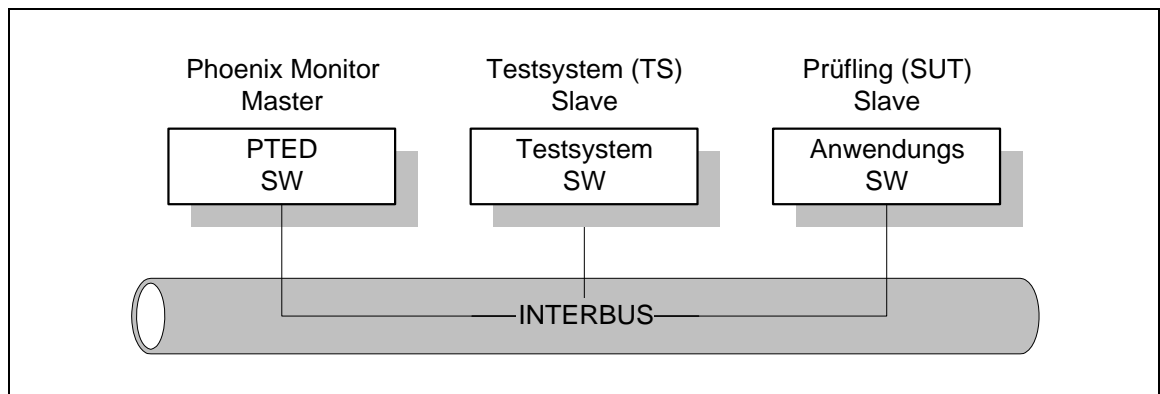 Phoenix Monitor
Master
Testsystem (TS)
Slave
Prüfling (SUT)
Slave
PTED
SW
Testsystem
SW
Anwendungs
SW
INTERBUS